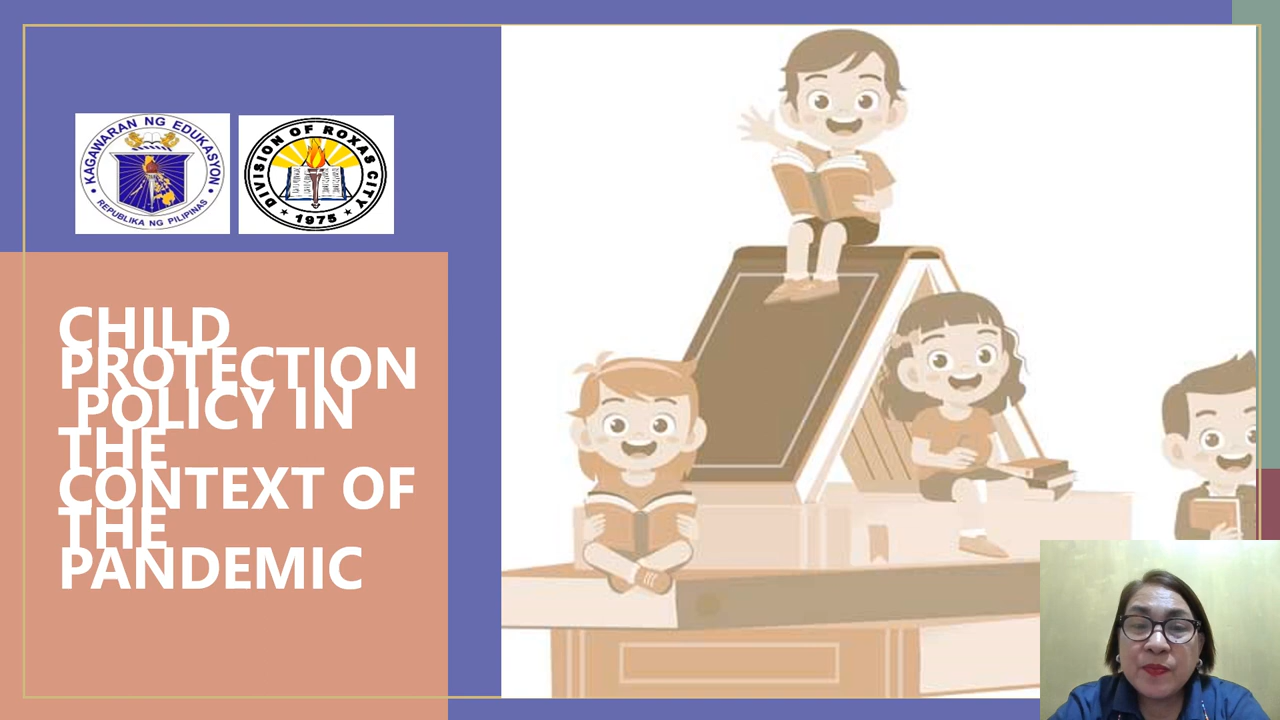 KAGAWARAN NG EDUKASYON
REPUBLIKA NG PILIPINAS
DIVISION OF ROXAS CITY
1975
CHILD
PROTECTION
POLICY IN
THE
CONTEXT OF
THE
PANDEMIC